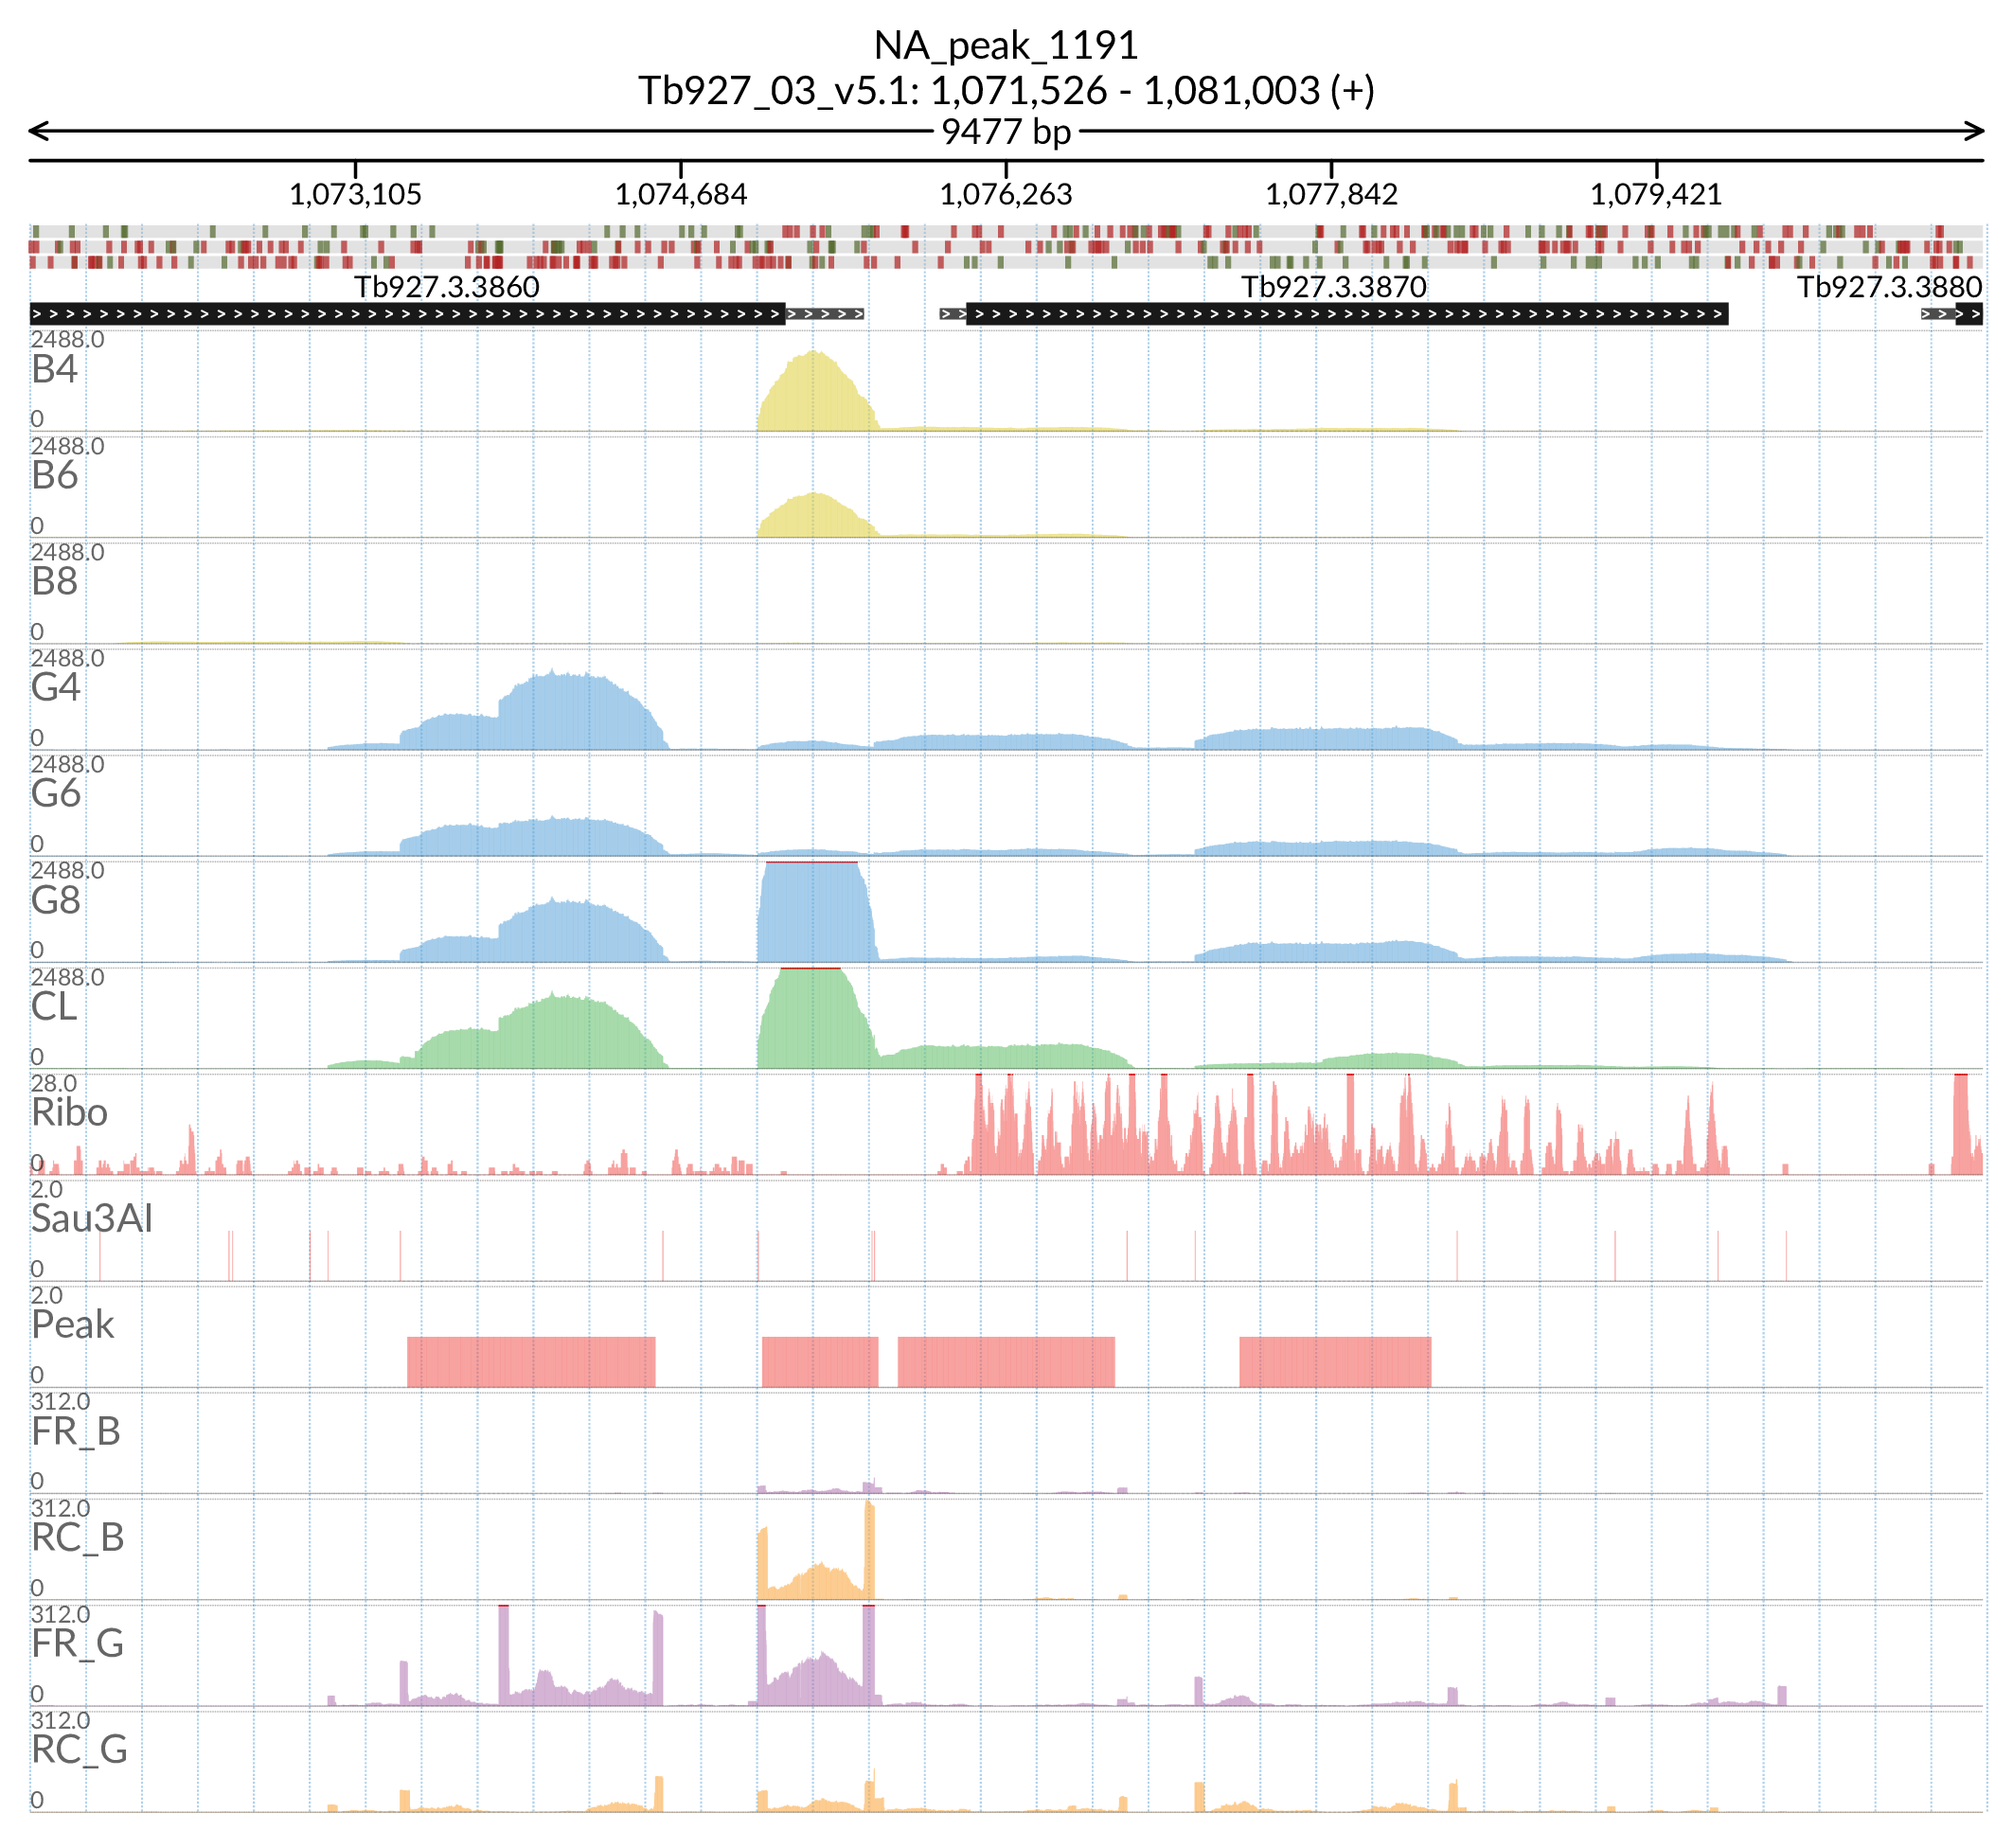 NA_peak_1191
Tb927_03_v5.1: 1,071,526 - 1,081,003 (+)
9477 bp
1,073,105 1,074,684 1,076,263 1,077,842 1,079,421
Tb927.3.3860 Tb927.3.3870 Tb927.3.3880
2488.0
B4
0
2488.0
B6
0
2488.0
B8
0
2488.0
G4
0
2488.0
G6
0
2488.0
G8
0
2488.0
CL
0
28.0
Ribo
0
2.0
Sau3AI
0
2.0
Peak
0
312.0
FR_B
0
312.0
RC_B
0
312.0
FR_G
0
312.0
RC_G
0